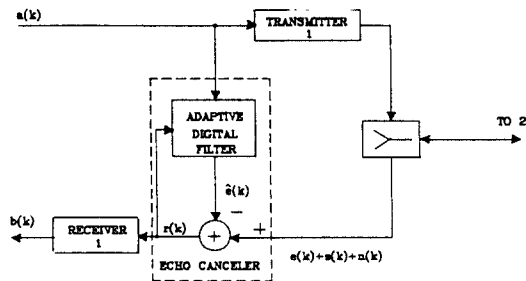 a(k)
TRANSMITTER
1
ADAPTIVE
DIGITAL
FILTER
TO 2
ê(k)
−
+
+
b(k)
RECEIVER
1
r(k)
e(k)+s(k)+n(k)
ECHO CANCELER